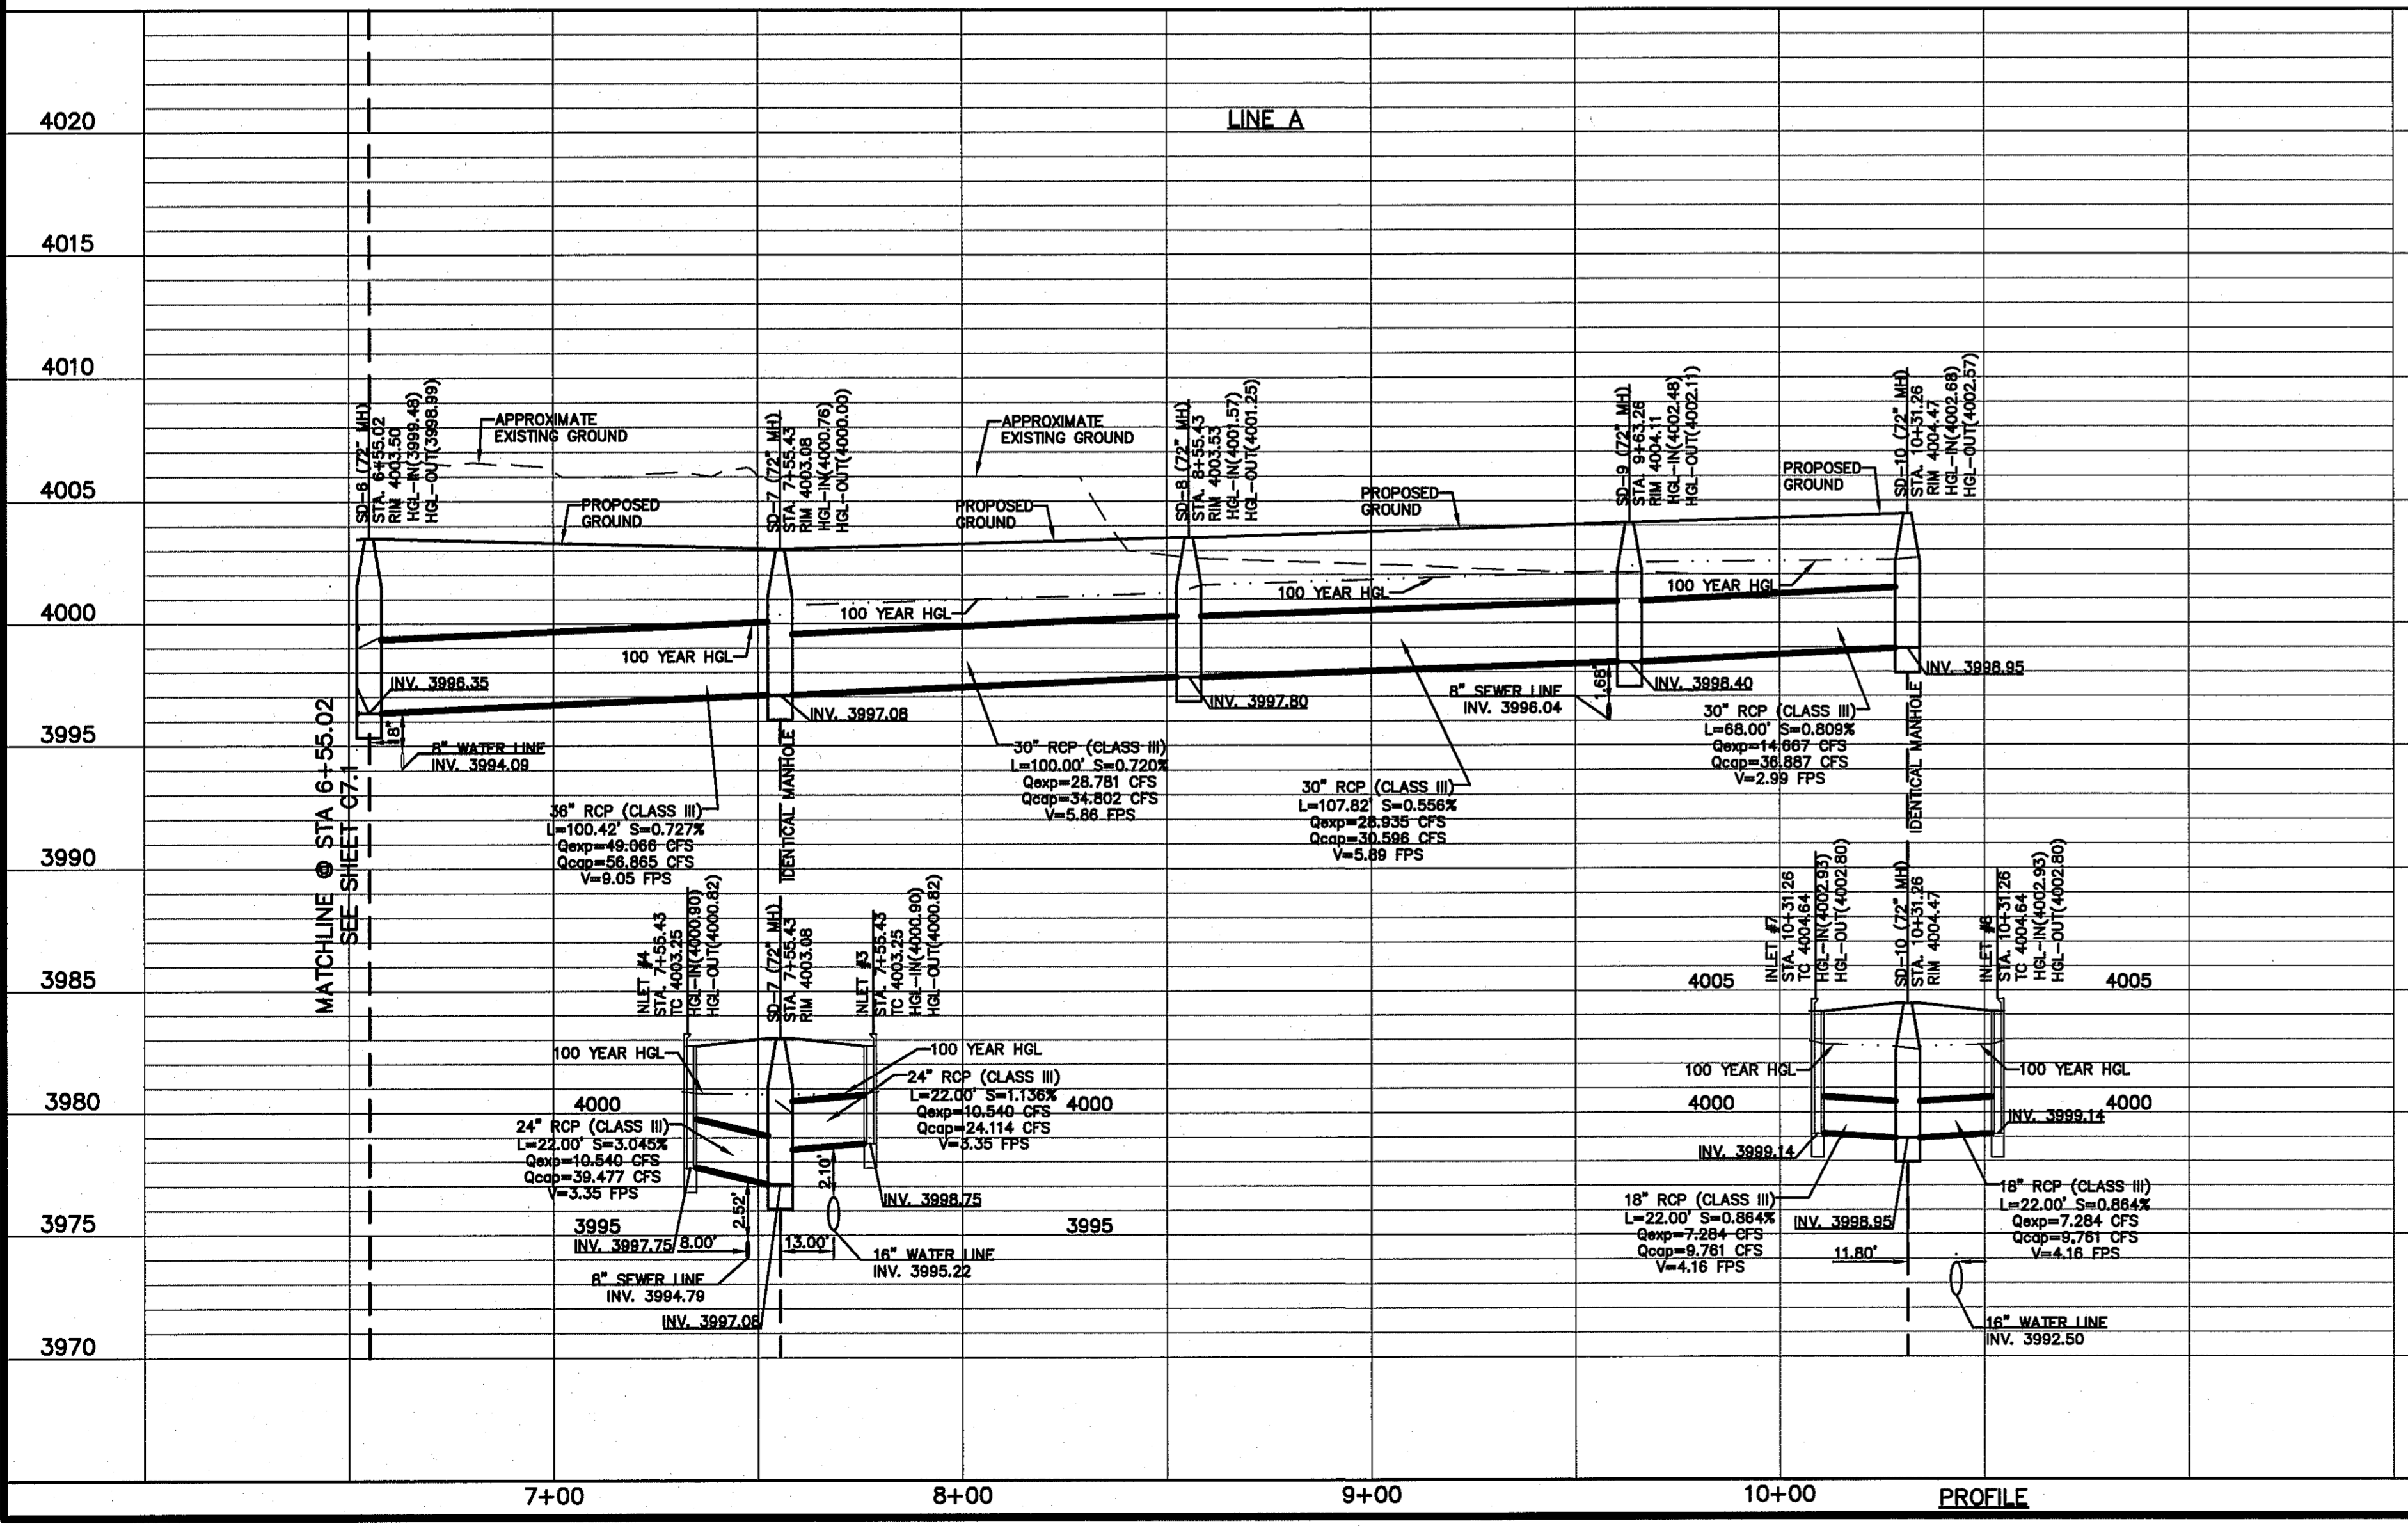 LINE A
4020
4015
4010
4005
4000
3995
3990
3985
3980
3975
3970
MATCHLINE @ STA 6+55.02
SEE SHEET C7.1
SD-6 (72" MH)
STA. 6+55.02
RIM 4003.50
HGL-IN(3999.48)
HGL-OUT(3998.99)
APPROXIMATE
EXISTING GROUND
SD-7 (72" MH)
STA. 7+55.43
RIM 4003.08
HGL-IN(4000.76)
HGL-OUT(4000.00)
APPROXIMATE
EXISTING GROUND
SD-8 (72" MH)
STA. 8+55.43
RIM 4003.53
HGL-IN(4001.57)
HGL-OUT(4001.25)
SD-9 (72" MH)
STA. 9+63.26
RIM 4004.11
HGL-IN(4002.48)
HGL-OUT(4002.11)
SD-10 (72" MH)
STA. 10+31.26
RIM 4004.47
HGL-IN(4002.68)
HGL-OUT(4002.57)
PROPOSED
GROUND
PROPOSED
GROUND
PROPOSED
GROUND
PROPOSED
GROUND
100 YEAR HGL
100 YEAR HGL
100 YEAR HGL
100 YEAR HGL
INV. 3996.35
18"
8" WATER LINE
INV. 3994.09
INV. 3997.08
INV. 3997.80
8" SEWER LINE
INV. 3996.04
1.68'
INV. 3998.40
INV. 3998.95
36" RCP (CLASS III)
L=100.42' S=0.727%
Qexp=49.066 CFS
Qcap=56.865 CFS
V=9.05 FPS
IDENTICAL MANHOLE
30" RCP (CLASS III)
L=100.00' S=0.720%
Qexp=28.781 CFS
Qcap=34.802 CFS
V=5.86 FPS
30" RCP (CLASS III)
L=107.82' S=0.556%
Qexp=28.935 CFS
Qcap=30.596 CFS
V=5.89 FPS
30" RCP (CLASS III)
L=68.00' S=0.809%
Qexp=14.667 CFS
Qcap=36.887 CFS
V=2.99 FPS
IDENTICAL MANHOLE
INLET #4
STA. 7+55.43
TC 4003.25
HGL-IN(4000.90)
HGL-OUT(4000.82)
SD-7 (72" MH)
STA. 7+55.43
RIM 4003.08
INLET #3
STA. 7+55.43
TC 4003.25
HGL-IN(4000.90)
HGL-OUT(4000.82)
100 YEAR HGL
100 YEAR HGL
4000
4000
24" RCP (CLASS III)
L=22.00' S=3.045%
Qexp=10.540 CFS
Qcap=39.477 CFS
V=3.35 FPS
24" RCP (CLASS III)
L=22.00' S=1.136%
Qexp=10.540 CFS
Qcap=24.114 CFS
V=3.35 FPS
2.10'
2.52'
INV. 3998.75
3995
3995
INV. 3997.75
8.00'
13.00'
16" WATER LINE
INV. 3995.22
8" SEWER LINE
INV. 3994.79
INV. 3997.08
INLET #7
STA. 10+31.26
TC 4004.64
HGL-IN(4002.93)
HGL-OUT(4002.80)
SD-10 (72" MH)
STA. 10+31.26
RIM 4004.47
INLET
STA. 10+31.26
TC 4004.64
HGL-IN(4002.93)
HGL-OUT(4002.80)
4005
4005
100 YEAR HGL
100 YEAR HGL
4000
4000
INV. 3999.14
INV. 3999.14
18" RCP (CLASS III)
L=22.00' S=0.864%
Qexp=7.284 CFS
Qcap=9.761 CFS
V=4.16 FPS
INV. 3998.95
11.80'
18" RCP (CLASS III)
L=22.00' S=0.864%
Qexp=7.284 CFS
Qcap=9.761 CFS
V=4.16 FPS
16" WATER LINE
INV. 3992.50
7+00
8+00
9+00
10+00
PROFILE